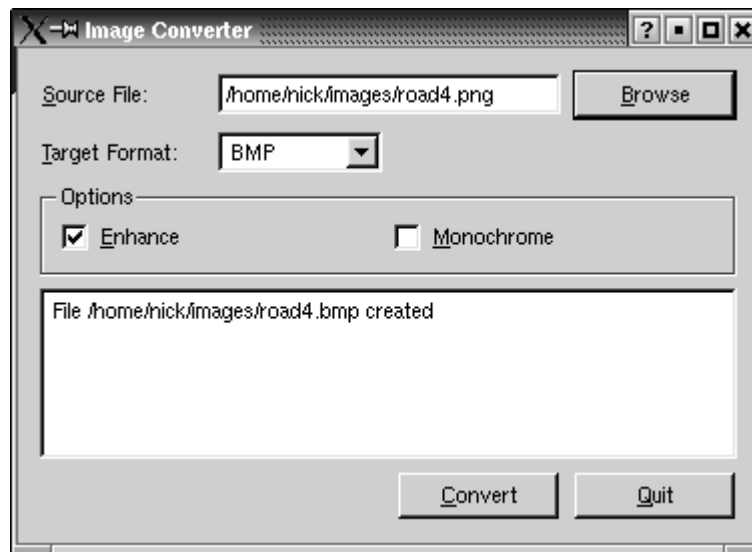 Image Converter
Source File: /home/nick/images/road4.png Browse
Target Format: BMP
Options
Enhance Monochrome
File /home/nick/images/road4.bmp created
Convert Quit